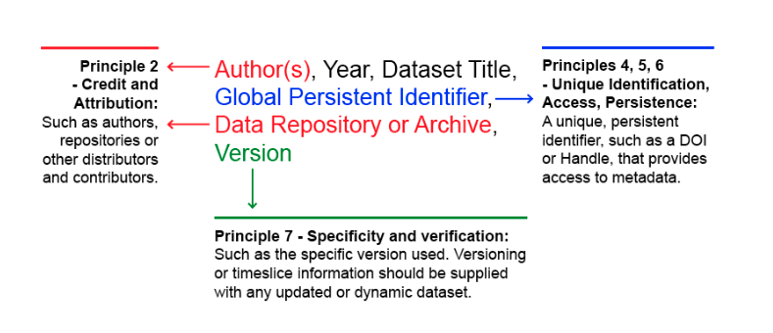 Principle 2
- Credit and
Attribution:
Such as authors,
repositories or
other distributors
and contributors.
Author(s), Year, Dataset Title,
Global Persistent Identifier,
Data Repository or Archive,
Version
Principles 4, 5, 6
- Unique Identification,
Access, Persistence:
A unique, persistent
identifier, such as a DOI
or Handle, that provides
access to metadata.
Principle 7 - Specificity and verification:
Such as the specific version used. Versioning
or timeslice information should be supplied
with any updated or dynamic dataset.